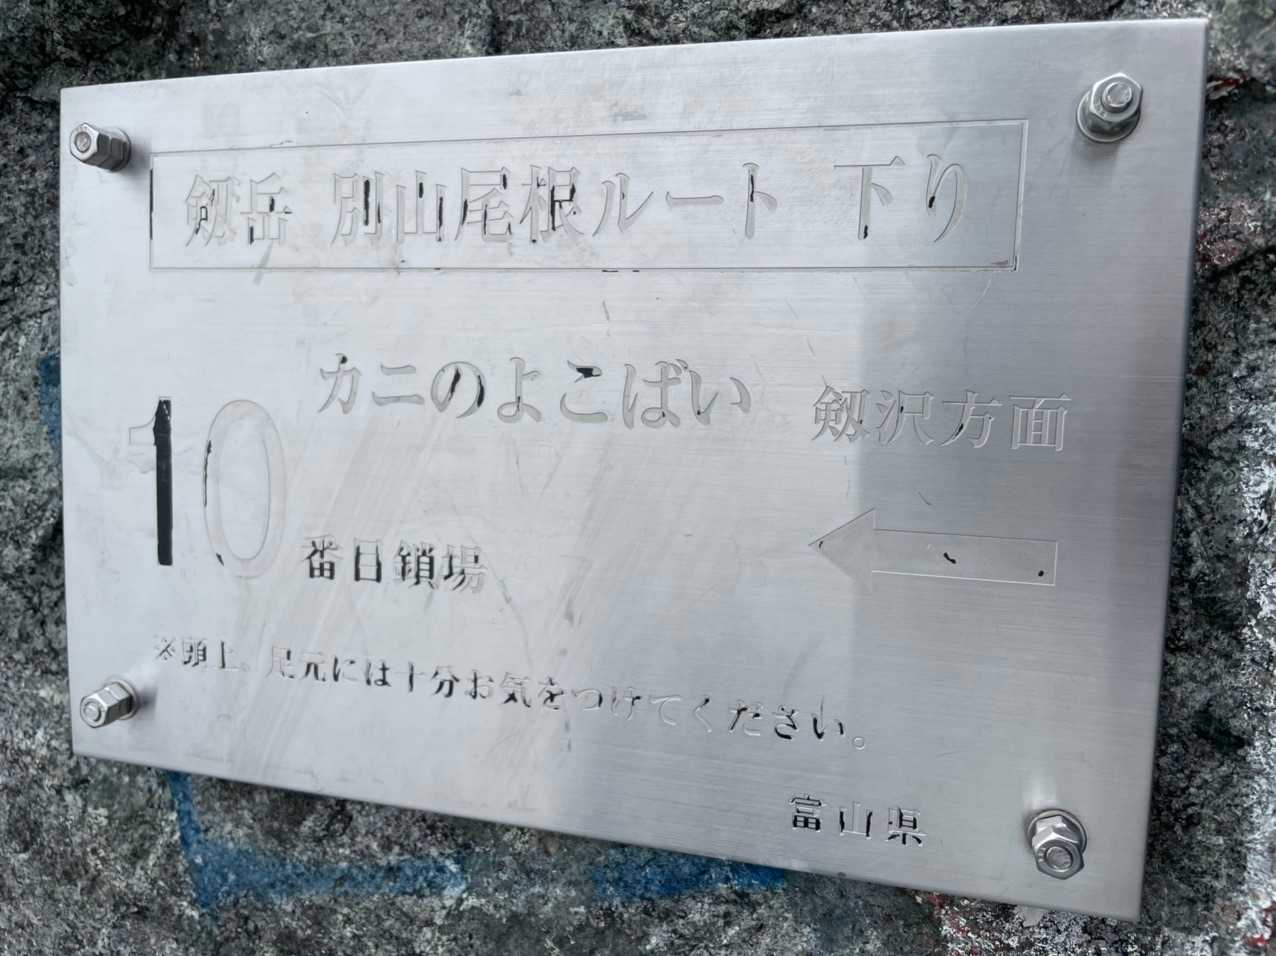 剱岳 別山尾根ルート 下り
カニのよこばい
剱沢方面
10番目鎖場
※頭上、足元には十分お気をつけてください。
富山県